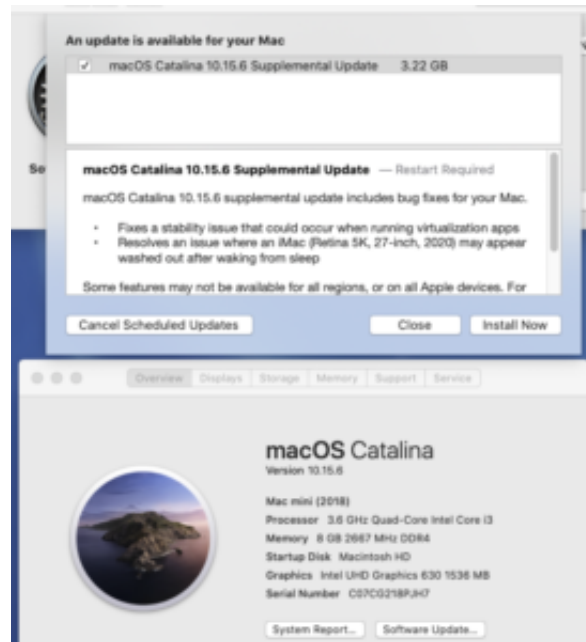 An update is available for your Mac
macOS Catalina 10.15.6 Supplemental Update 3.22 GB
Se
macOS Catalina 10.15.6 Supplemental Update — Restart Required
macOS Catalina 10.15.6 supplemental update includes bug fixes for your Mac.
• Fixes a stability issue that could occur when running virtualization apps
• Resolves an issue where an iMac (Retina 5K, 27-inch, 2020) may appear
washed out after waking from sleep
Some features may not be available for all regions, or on all Apple devices. For
Cancel Scheduled Updates Close Install Now
Overview Displays Storage Memory Support Service
macOS Catalina
Version 10.15.6
Mac mini (2018)
Processor 3.6 GHz Quad-Core Intel Core i3
Memory 8 GB 2667 MHz DDR4
Startup Disk Macintosh HD
Graphics Intel UHD Graphics 630 1536 MB
Serial Number C07CG218PJH7
System Report... Software Update...